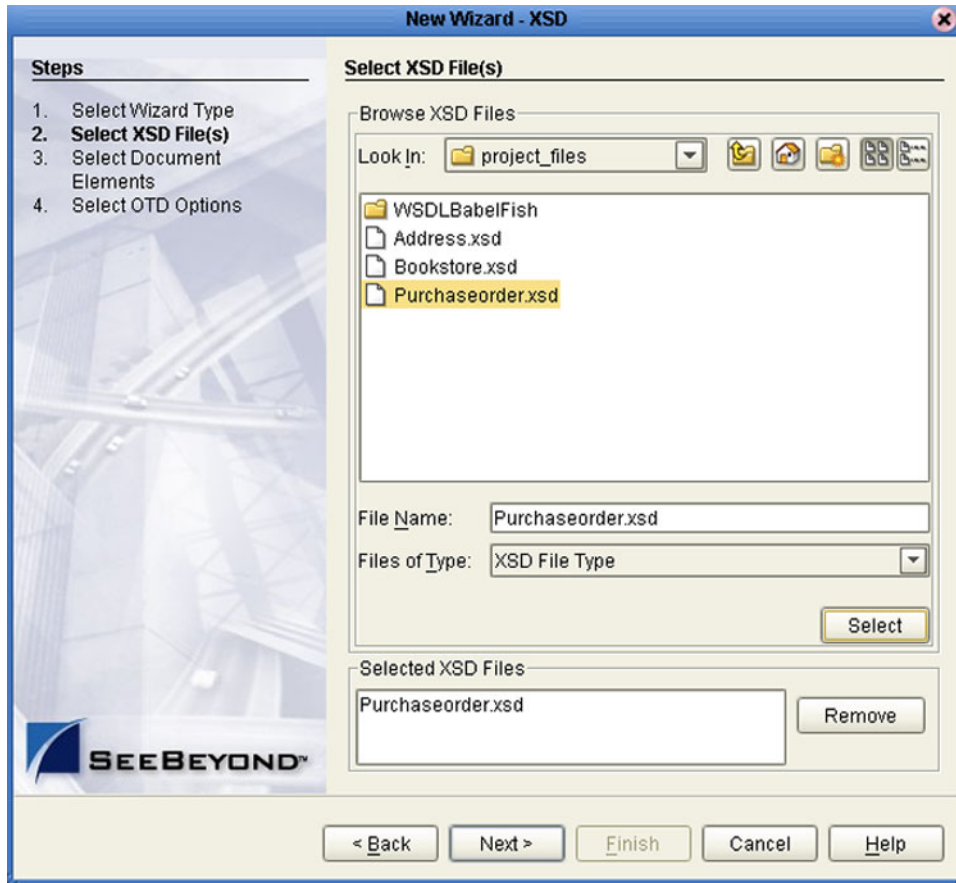 New Wizard - XSD
Steps
1. Select Wizard Type
2. Select XSD File(s)
3. Select Document
Elements
4. Select OTD Options
SEEBEYOND™
Select XSD File(s)
Browse XSD Files
Look In: project_files
WSDLBabelFish
Address.xsd
Bookstore.xsd
Purchaseorder.xsd
File Name: Purchaseorder.xsd
Files of Type: XSD File Type
Select
Selected XSD Files
Purchaseorder.xsd
Remove
< Back Next > Finish Cancel Help